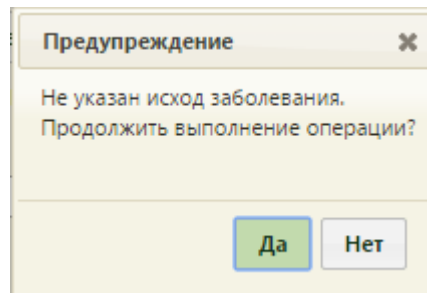 Предупреждение
Не указан исход заболевания.
Продолжить выполнение операции?
Да
Нет